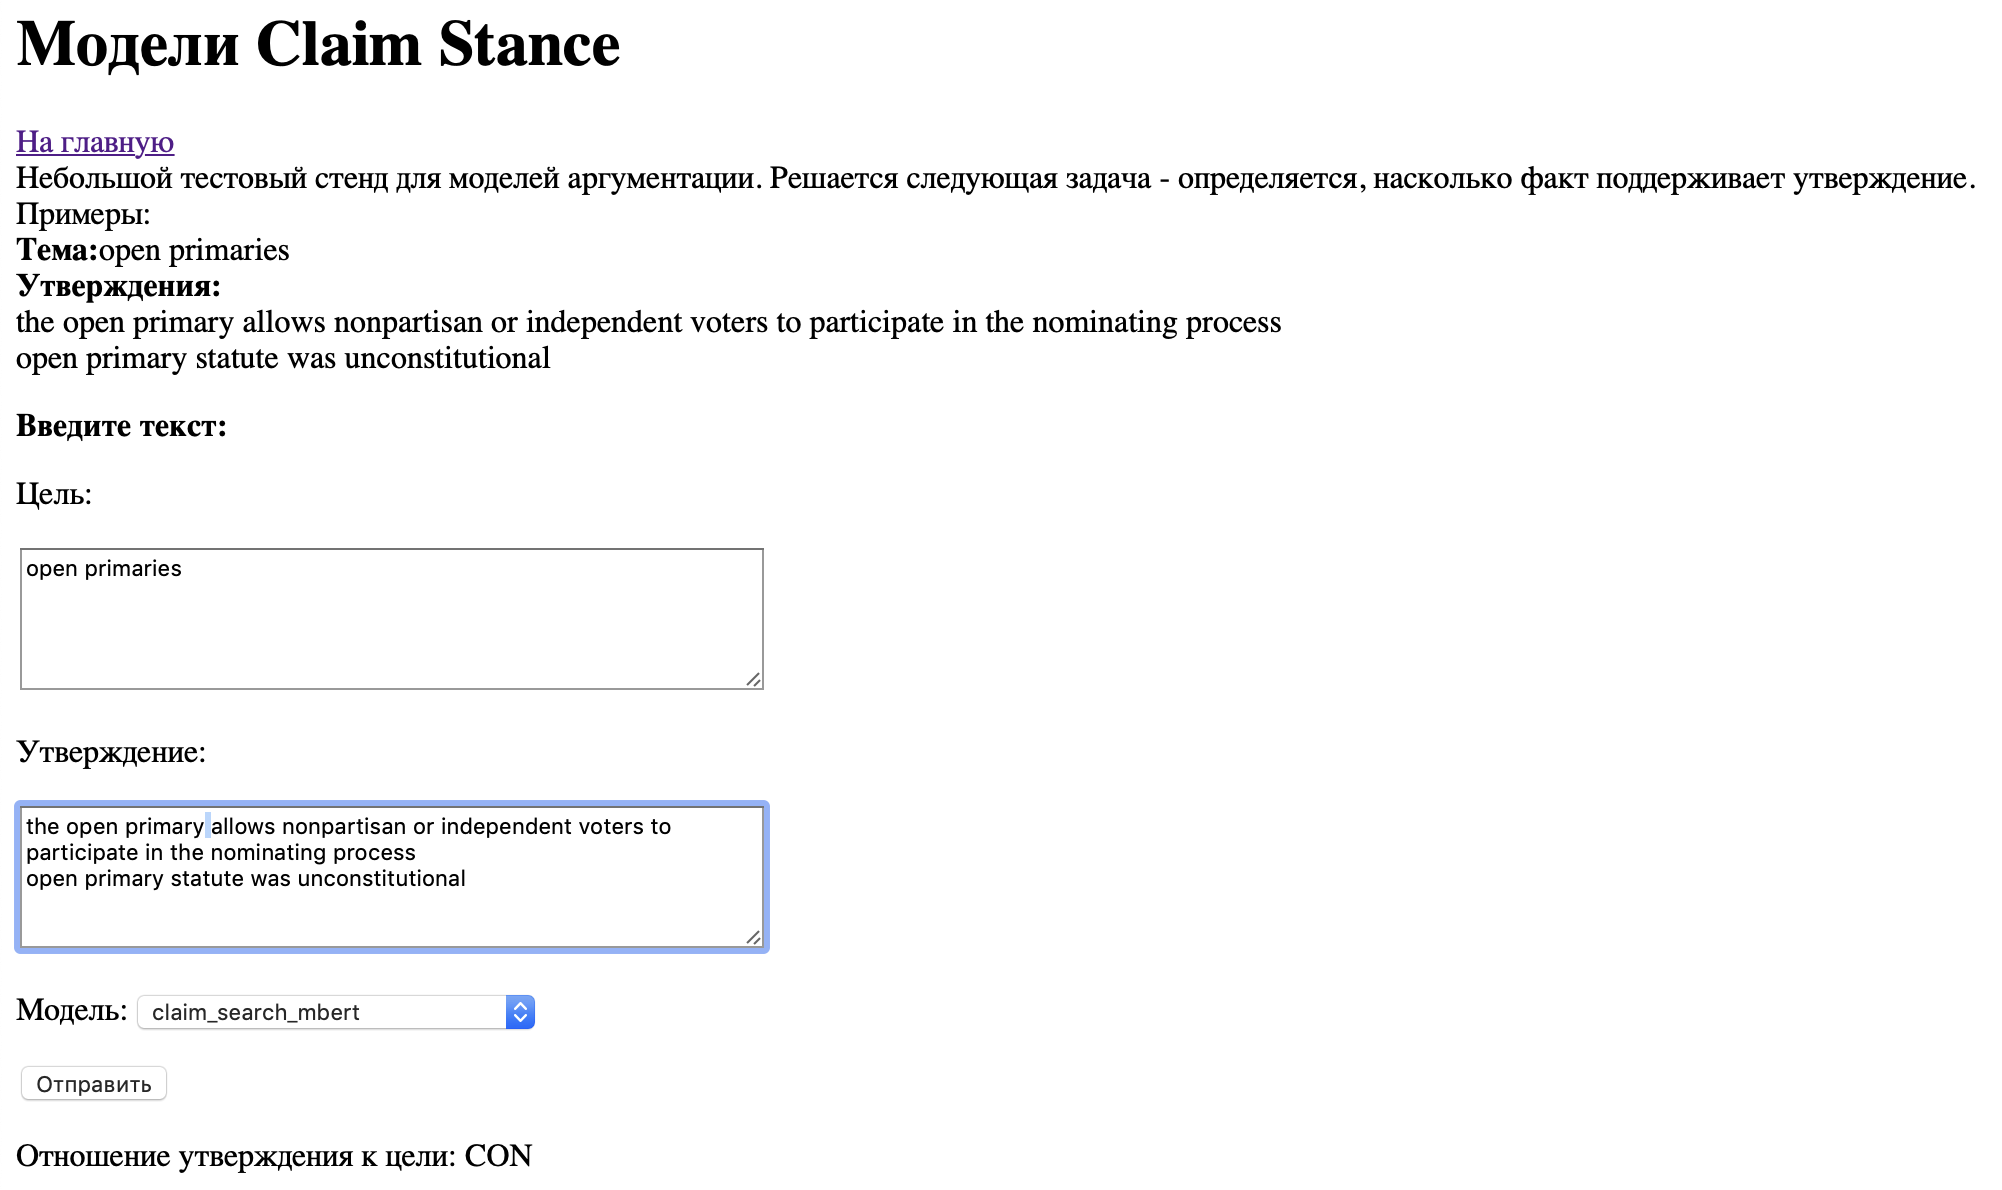 Модели Claim Stance
На главную
Небольшой тестовый стенд для моделей аргументации. Решается следующая задача - определяется, насколько факт поддерживает утверждение.
Примеры:
Тема:open primaries
Утверждения:
the open primary allows nonpartisan or independent voters to participate in the nominating process
open primary statute was unconstitutional
Введите текст:
Цель:
open primaries
Утверждение:
the open primary allows nonpartisan or independent voters to
participate in the nominating process
open primary statute was unconstitutional
Модель: claim_search_mbert
Отправить
Отношение утверждения к цели: CON